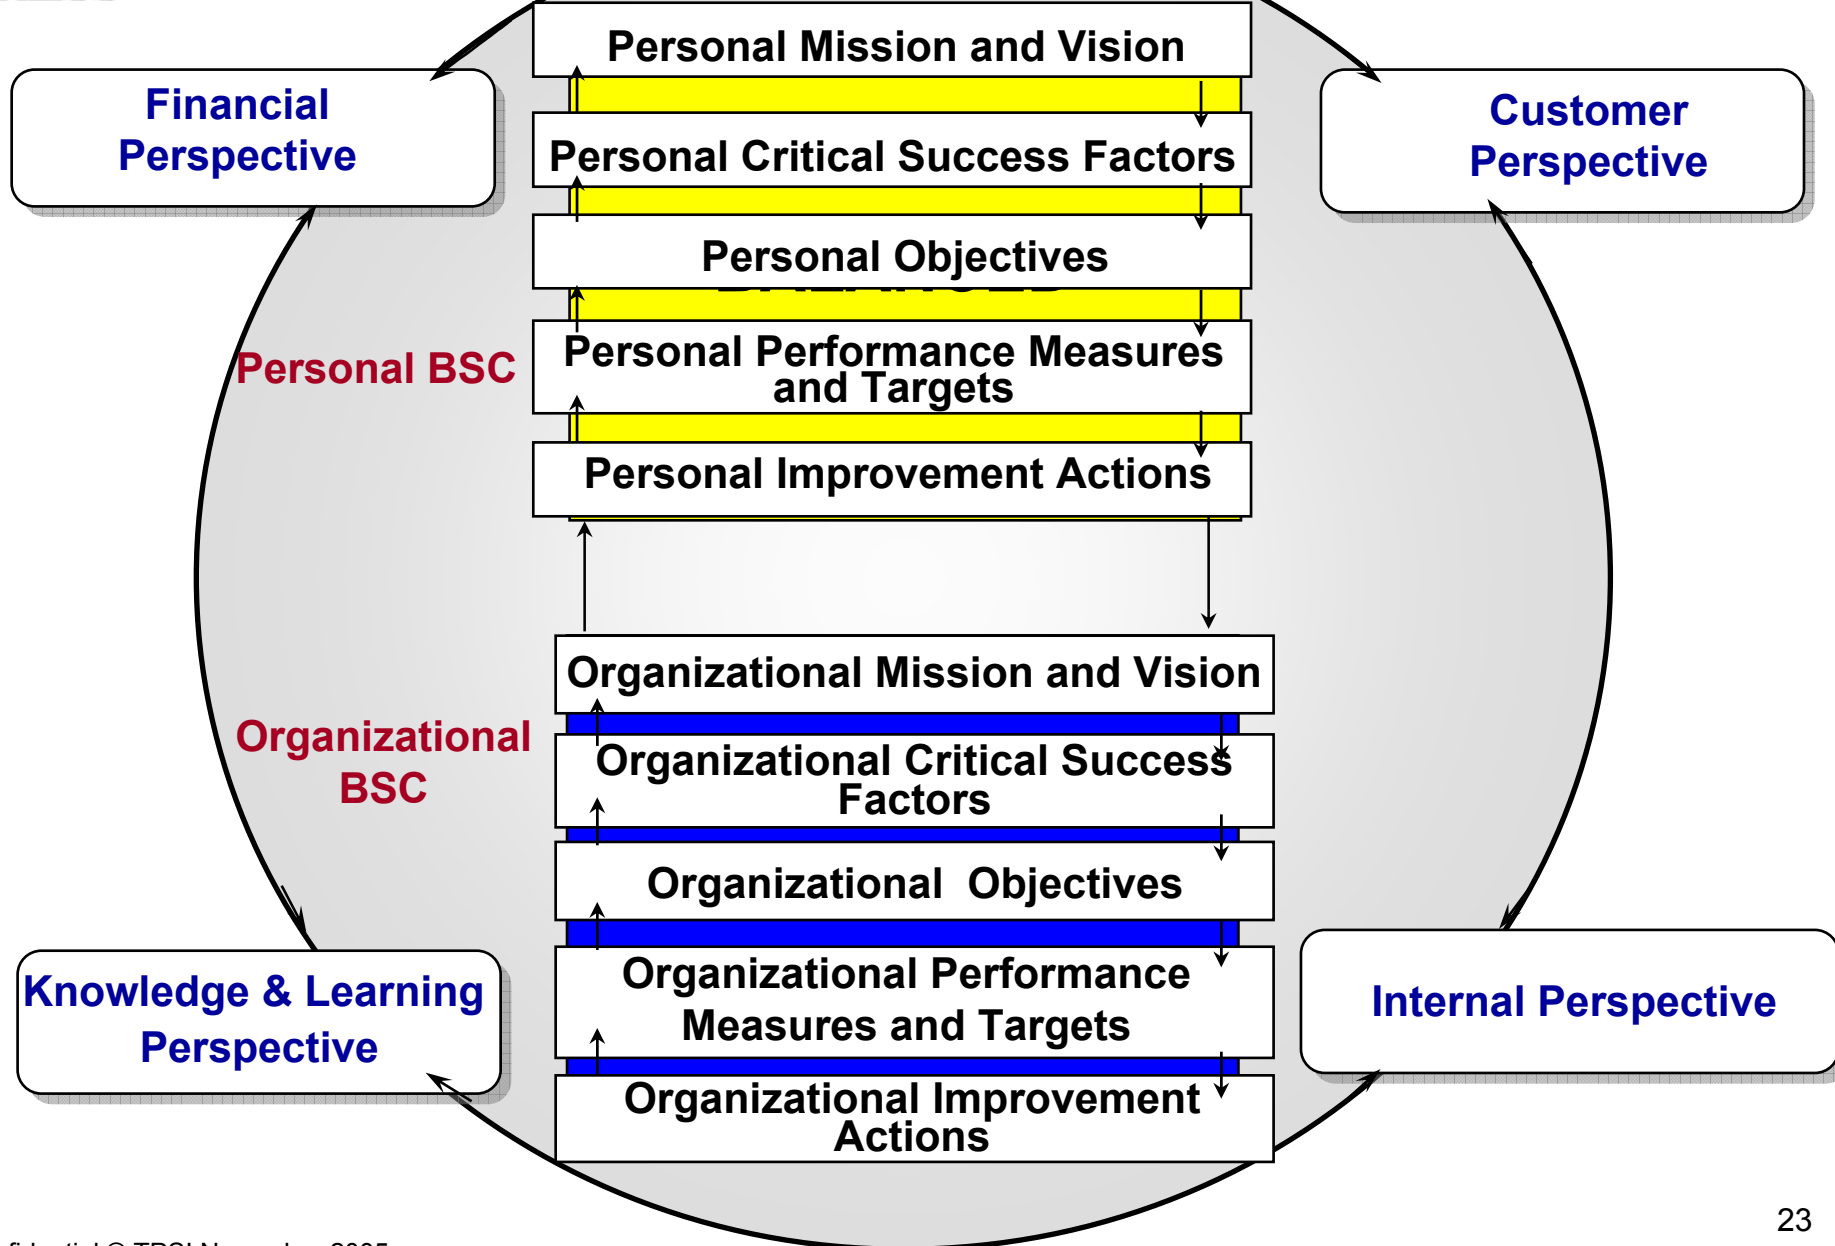 Personal Mission and Vision
Financial
Perspective
Customer
Perspective
Personal Critical Success Factors
Personal Objectives
Personal BSC
Personal Performance Measures
and Targets
Personal Improvement Actions
Organizational Mission and Vision
Organizational
BSC
Organizational Critical Success
Factors
Organizational  Objectives
Knowledge & Learning
Perspective
Organizational Performance
Measures and Targets
Internal Perspective
Organizational Improvement
Actions
23